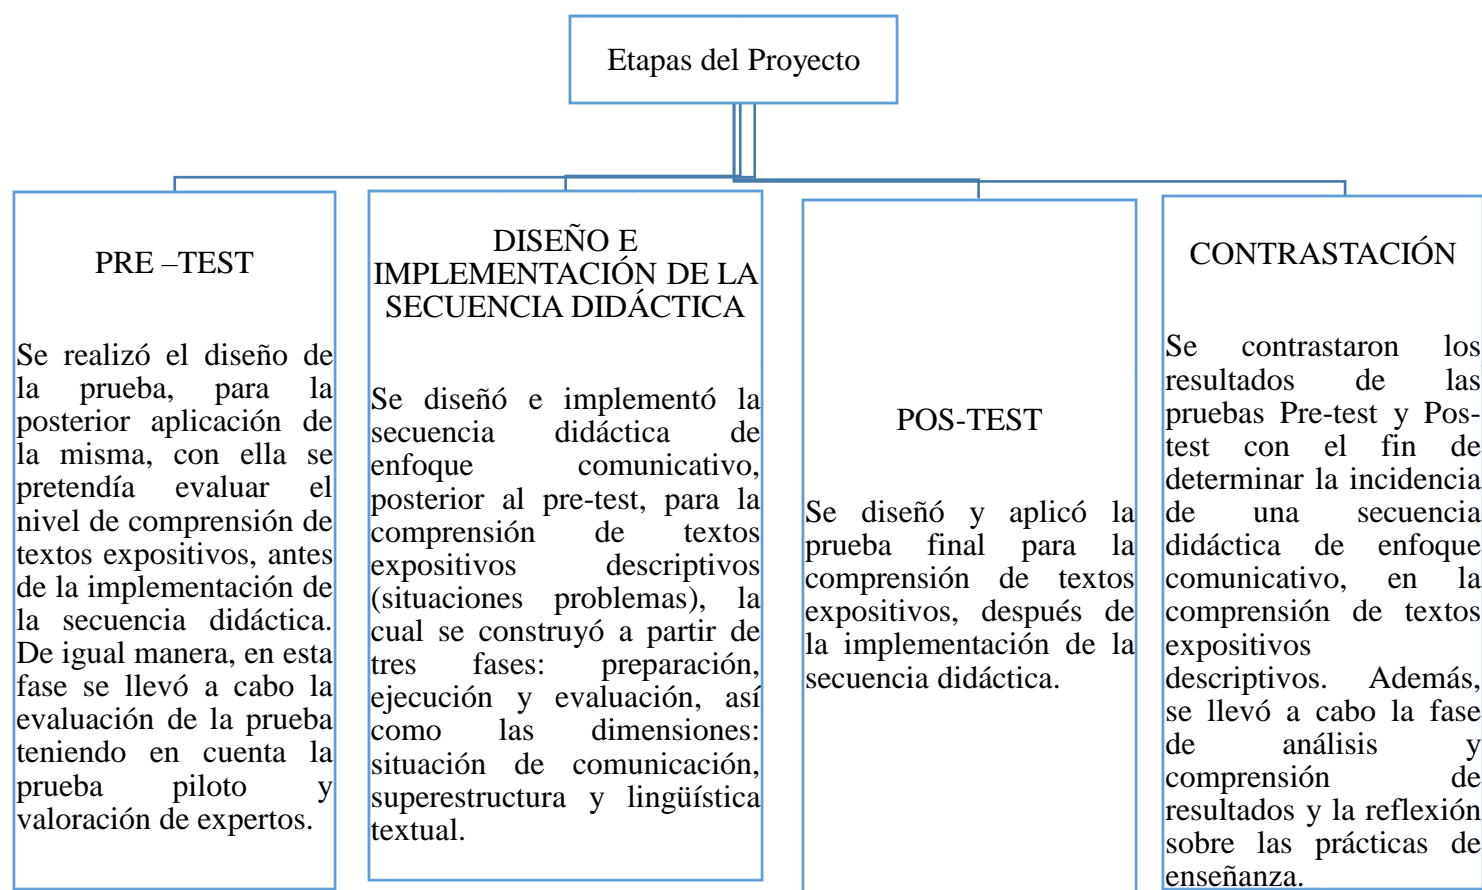 Etapas del Proyecto
PRE –TEST
Se realizó el diseño de
la prueba, para la
posterior aplicación de
la misma, con ella se
pretendía evaluar el
nivel de comprensión de
textos expositivos, antes
de la implementación de
la secuencia didáctica.
De igual manera, en esta
fase se llevó a cabo la
evaluación de la prueba
teniendo en cuenta la
prueba piloto y
valoración de expertos.
DISEÑO E
IMPLEMENTACIÓN DE LA
SECUENCIA DIDÁCTICA
Se diseñó e implementó la
secuencia didáctica de
enfoque comunicativo,
posterior al pre-test, para la
comprensión de textos
expositivos descriptivos
(situaciones problemas), la
cual se construyó a partir de
tres fases: preparación,
ejecución y evaluación, así
como las dimensiones:
situación de comunicación,
superestructura y lingüística
textual.
POS-TEST
Se diseñó y aplicó la
prueba final para la
comprensión de textos
expositivos, después de
la implementación de la
secuencia didáctica.
CONTRASTACIÓN
Se contrastaron los
resultados de las
pruebas Pre-test y Pos-
test con el fin de
determinar la incidencia
de una secuencia
didáctica de enfoque
comunicativo, en la
comprensión de textos
expositivos
descriptivos. Además,
se llevó a cabo la fase
de análisis y
comprensión de
resultados y la reflexión
sobre las prácticas de
enseñanza.